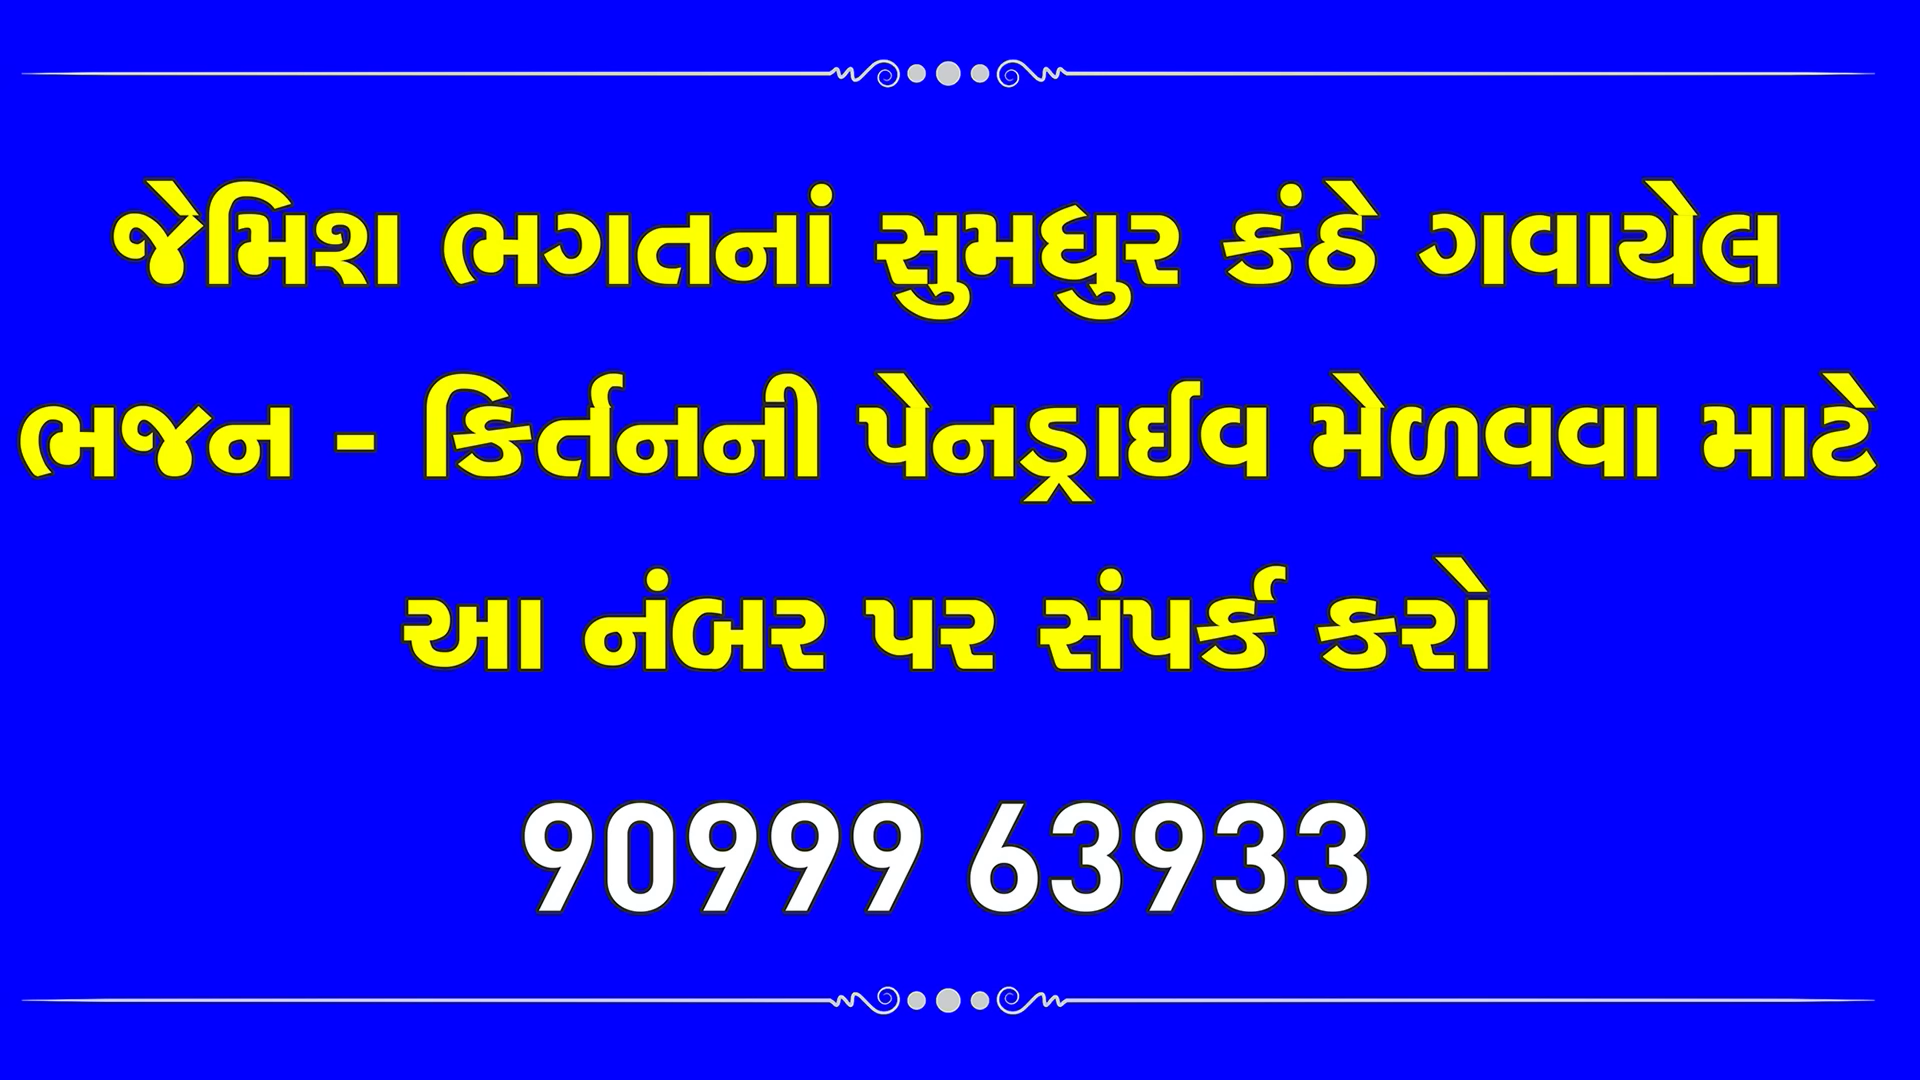 જેમિશ ભગતનાં સુમધુર કંઠે ગવાયેલ
ભજન - કિર્તનની પેનડ્રાઈવ મેળવવા માટે
આ નંબર પર સંપર્ક કરો
90999 63933